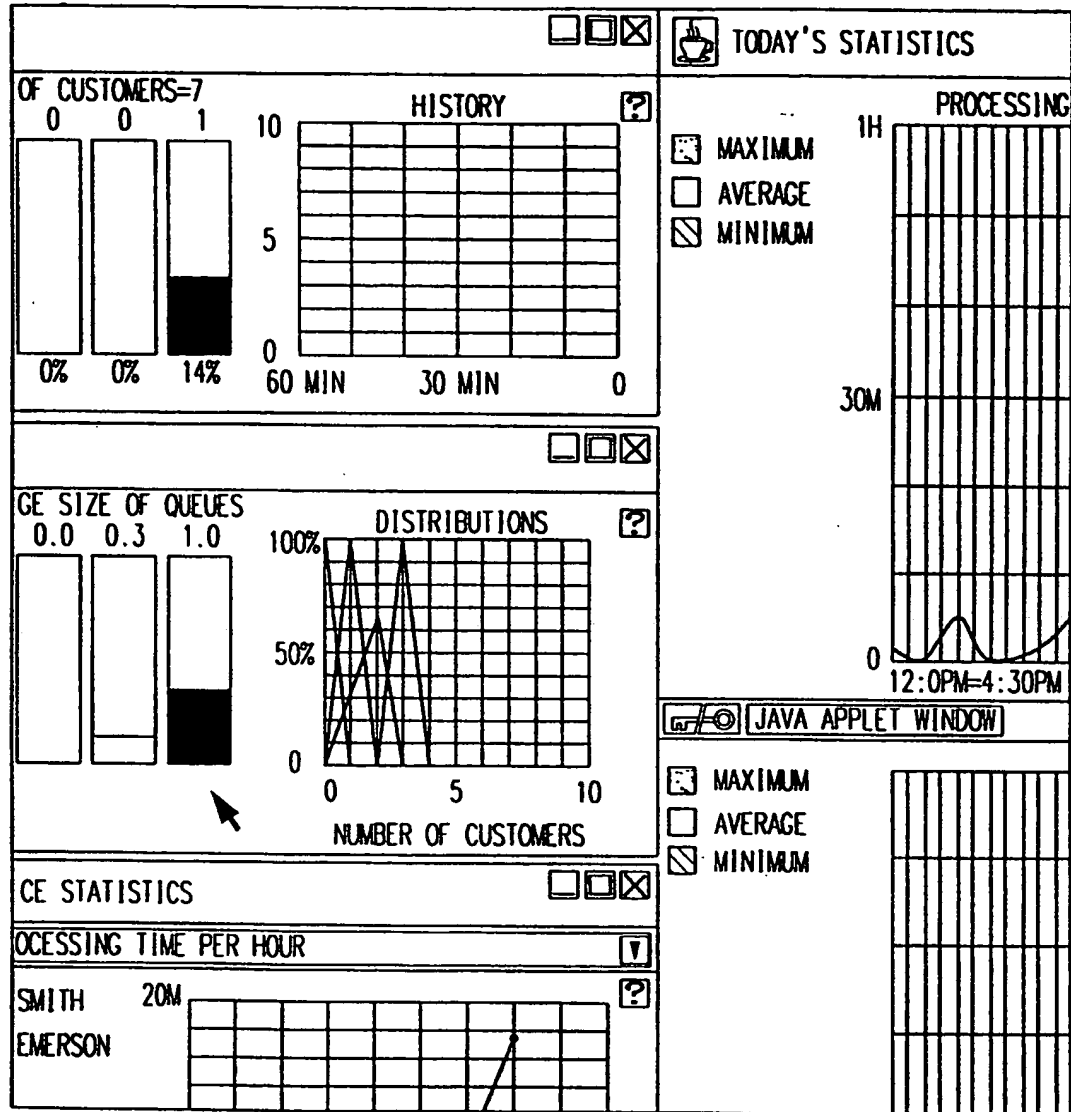 OF CUSTOMERS=7
0 0 1
0% 0% 14%
HISTORY ?
10
5
0
60 MIN 30 MIN 0
GE SIZE OF QUEUES
0.0 0.3 1.0
DISTRIBUTIONS ?
100%
50%
0
0 5 10
NUMBER OF CUSTOMERS
CE STATISTICS
OCESSING TIME PER HOUR
SMITH 20M ?
EMERSON
TODAY'S STATISTICS
PROCESSING
MAXIMUM
AVERAGE
MINIMUM
1H
30M
0
12:0PM=4:30PM
JAVA APPLET WINDOW
MAXIMUM
AVERAGE
MINIMUM